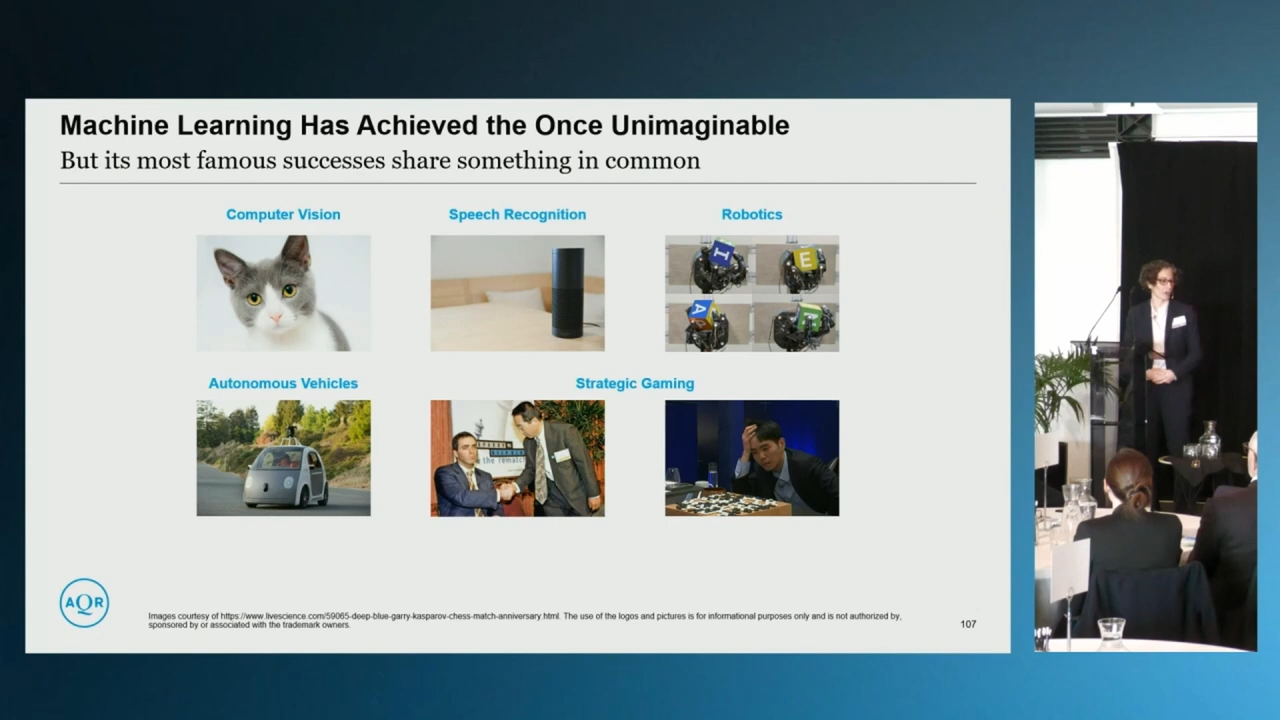 Machine Learning Has Achieved the Once Unimaginable
But its most famous successes share something in common
Computer Vision
Speech Recognition
Robotics
I
E
A
Autonomous Vehicles
Strategic Gaming
the rematch
AQR
Images courtesy of https://www.livescience.com/59065-deep-blue-garry-kasparov-chess-match-anniversary.html. The use of the logos and pictures is for informational purposes only and is not authorized by,
sponsored by or associated with the trademark owners.
107